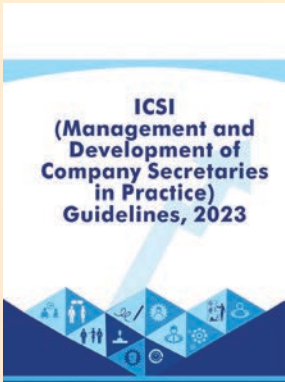 ICSI
(Management and
Development of
Company Secretaries
in Practice)
Guidelines, 2023